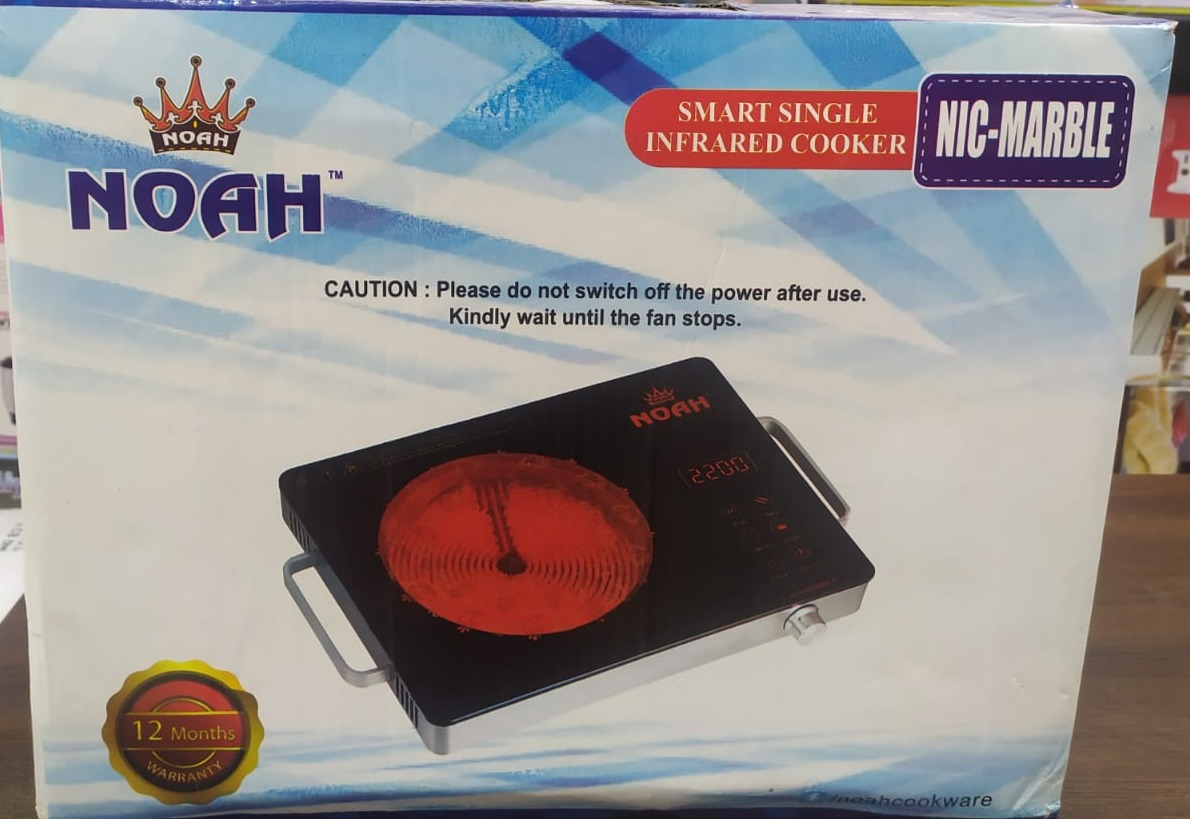 NOAH
NOAH™
SMART SINGLE
INFRARED COOKER
NIC-MARBLE
CAUTION : Please do not switch off the power after use.
Kindly wait until the fan stops.
NOAH
2200
12 Months
WARRANTY
/noahcookware